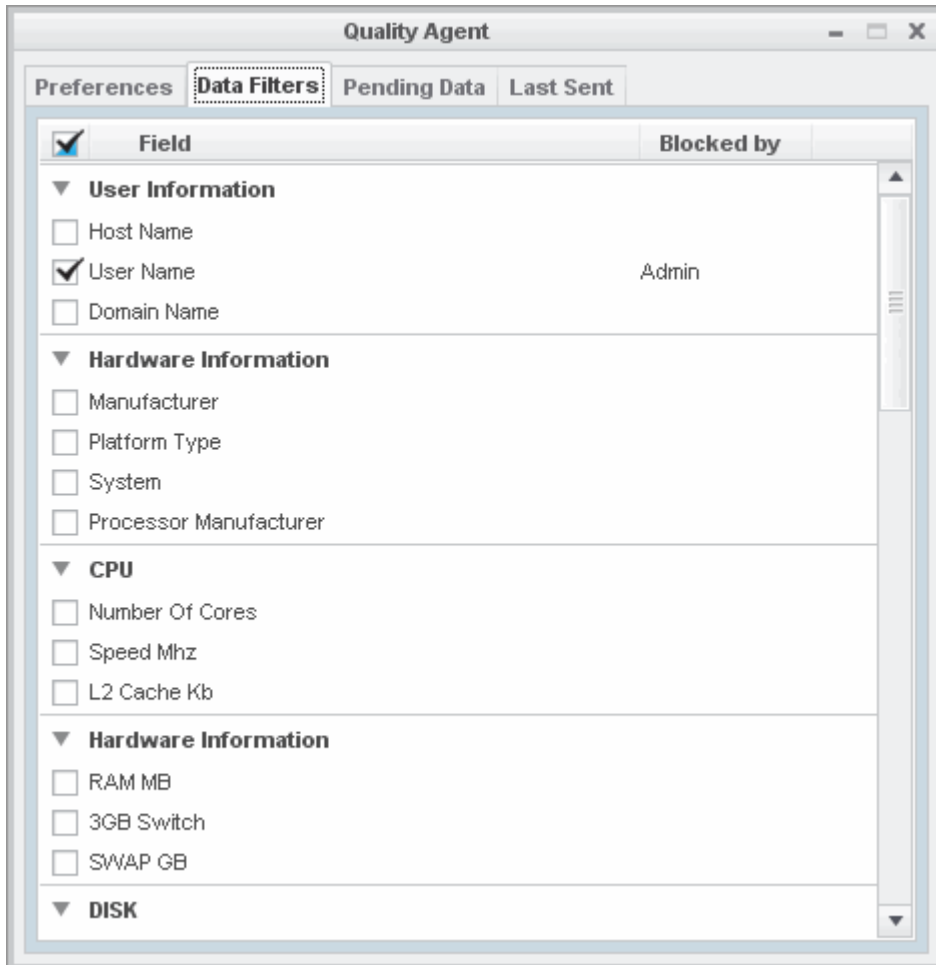 Quality Agent
Preferences Data Filters Pending Data Last Sent
Field Blocked by
User Information
Host Name
User Name Admin
Domain Name
Hardware Information
Manufacturer
Platform Type
System
Processor Manufacturer
CPU
Number Of Cores
Speed Mhz
L2 Cache Kb
Hardware Information
RAM MB
3GB Switch
SWAP GB
DISK